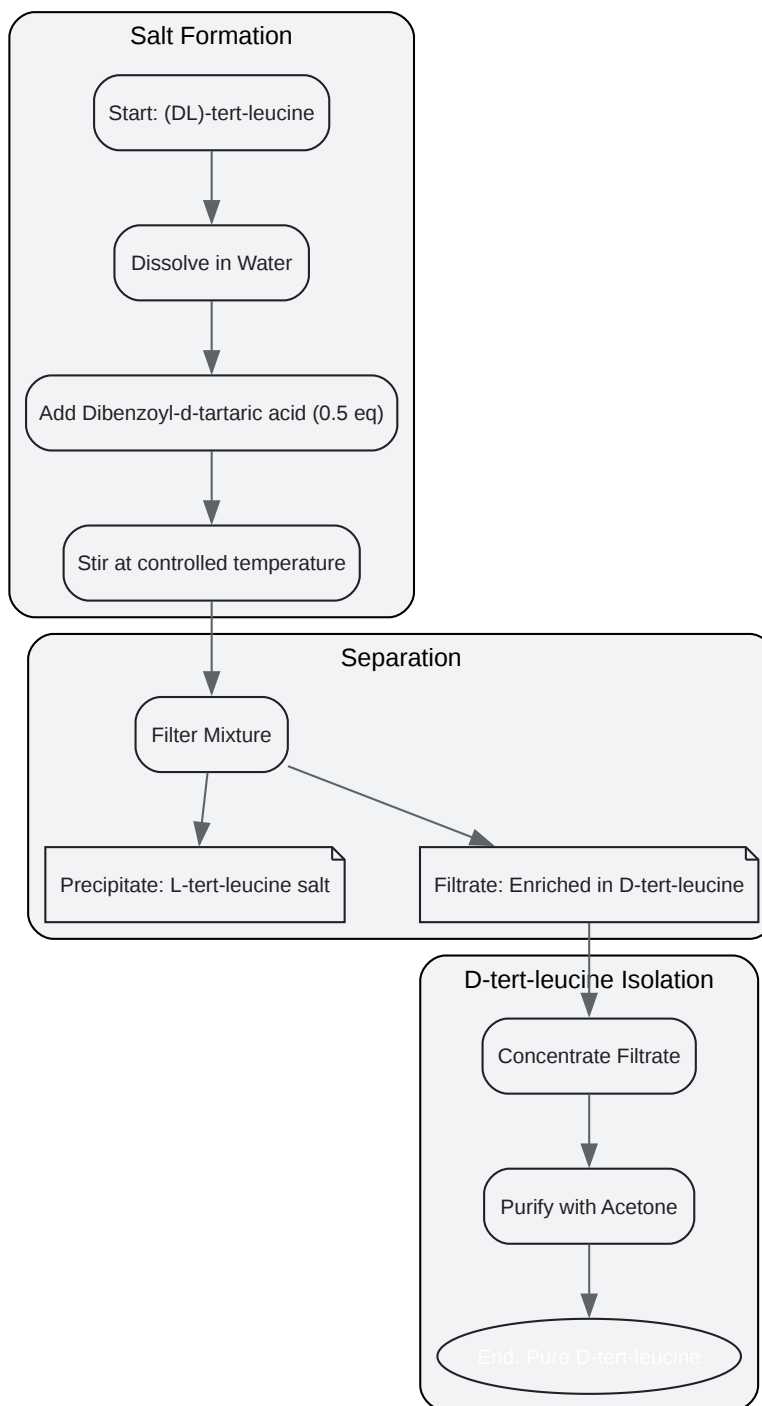 Salt Formation
Start: (DL)-tert-leucine
Dissolve in Water
Add Dibenzoyl-d-tartaric acid (0.5 eq)
Stir at controlled temperature
Separation
Filter Mixture
Precipitate: L-tert-leucine salt
Filtrate: Enriched in D-tert-leucine
D-tert-leucine Isolation
Concentrate Filtrate
Purify with Acetone
End: Pure D-tert-leucine